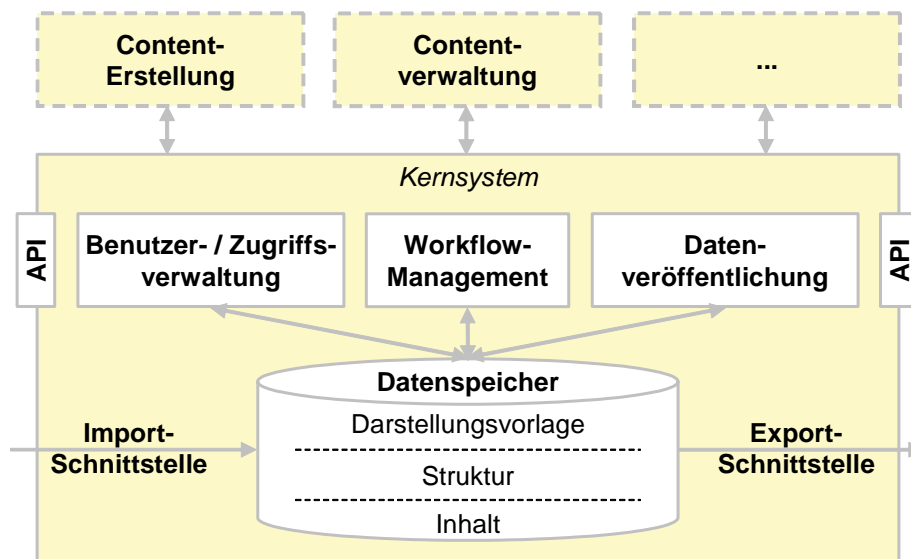 Content-
Erstellung
Content-
verwaltung
...
Kernsystem
API
Benutzer- / Zugriffs-
verwaltung
Workflow-
Management
Daten-
veröffentlichung
API
Datenspeicher
Darstellungsvorlage
Import-
Schnittstelle
Struktur
Export-
Schnittstelle
Inhalt